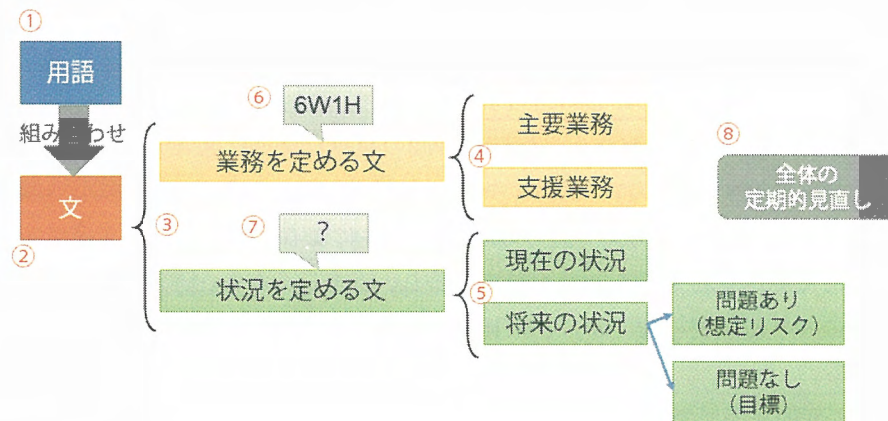 ①
用語
組み合わせ
文
②
③
⑥
6W1H
業務を定める文
④
主要業務
支援業務
⑦
?
状況を定める文
⑤
現在の状況
将来の状況
問題あり
(想定リスク)
問題なし
(目標)
⑧
全体の
定期的見直し